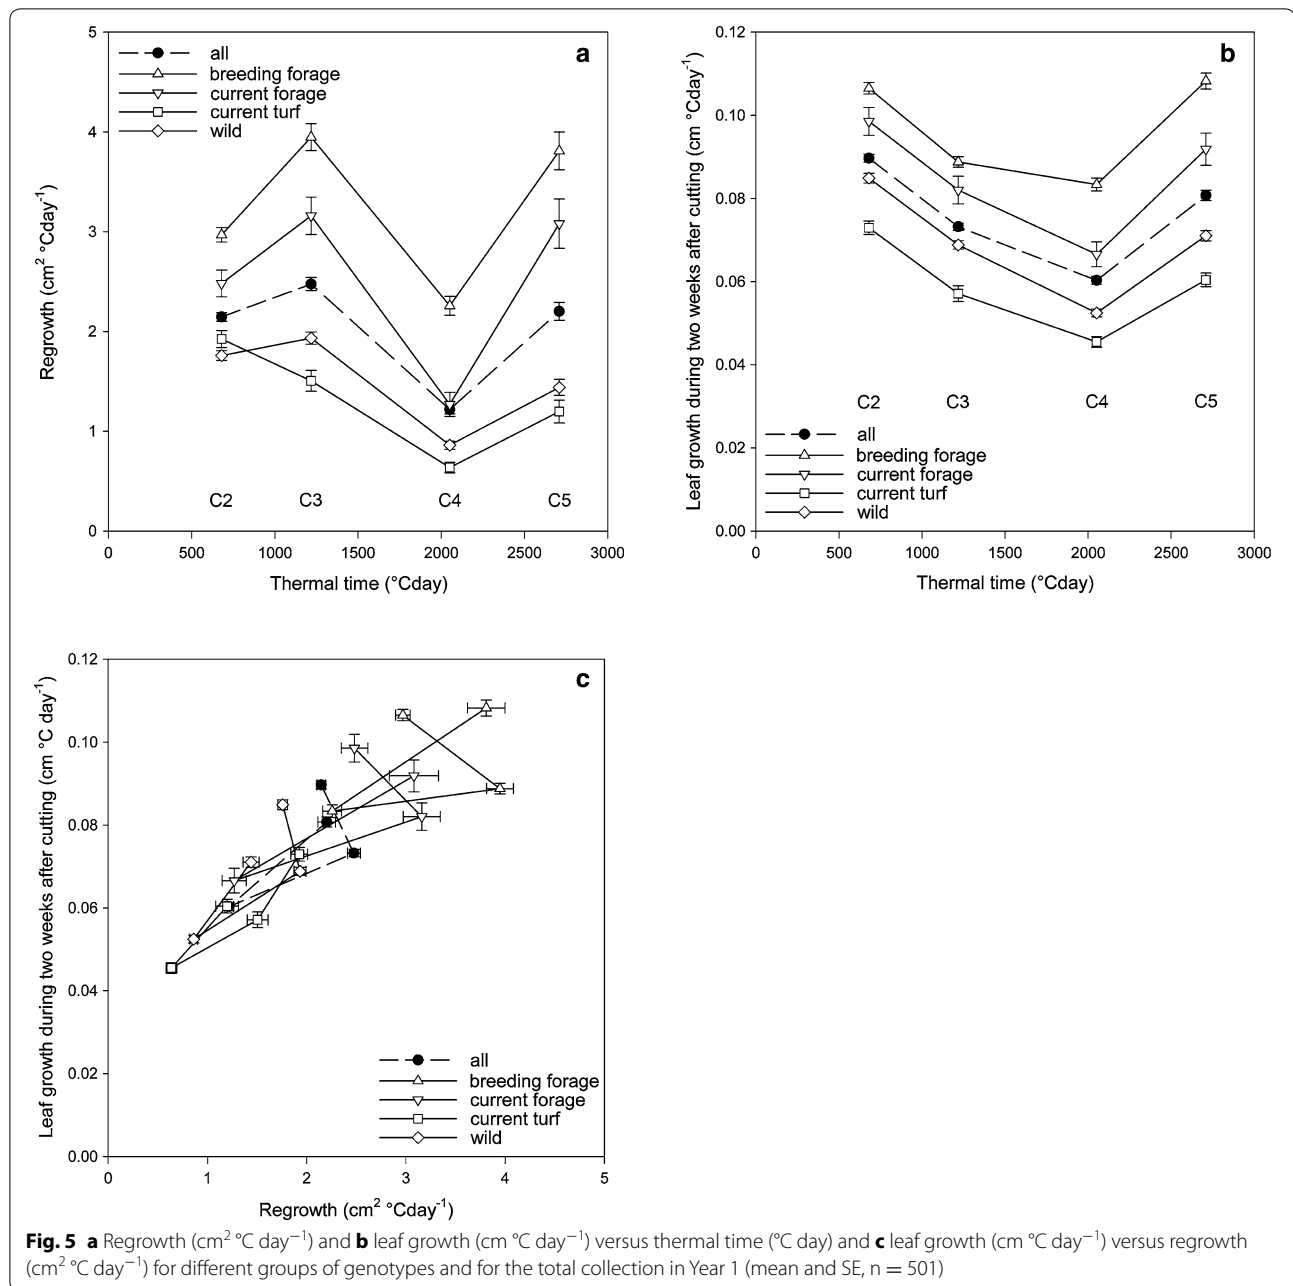 5
4
3
2
1
0
Regrowth (cm² °Cday⁻¹)
all
breeding forage
current forage
current turf
wild
a
C2 C3 C4 C5
0 500 1000 1500 2000 2500 3000
Thermal time (°Cday)
0.12
0.10
0.08
0.06
0.04
0.02
0.00
Leaf growth during two weeks after cutting (cm °Cday⁻¹)
b
C2 C3 C4 C5
all
breeding forage
current forage
current turf
wild
0 500 1000 1500 2000 2500 3000
Thermal time (°Cday)
0.12
0.10
0.08
0.06
0.04
0.02
0.00
Leaf growth during two weeks after cutting (cm °C day⁻¹)
c
all
breeding forage
current forage
current turf
wild
0 1 2 3 4 5
Regrowth (cm² °Cday⁻¹)
Fig. 5 a Regrowth (cm² °C day⁻¹) and b leaf growth (cm °C day⁻¹) versus thermal time (°C day) and c leaf growth (cm °C day⁻¹) versus regrowth
(cm² °C day⁻¹) for different groups of genotypes and for the total collection in Year 1 (mean and SE, n = 501)